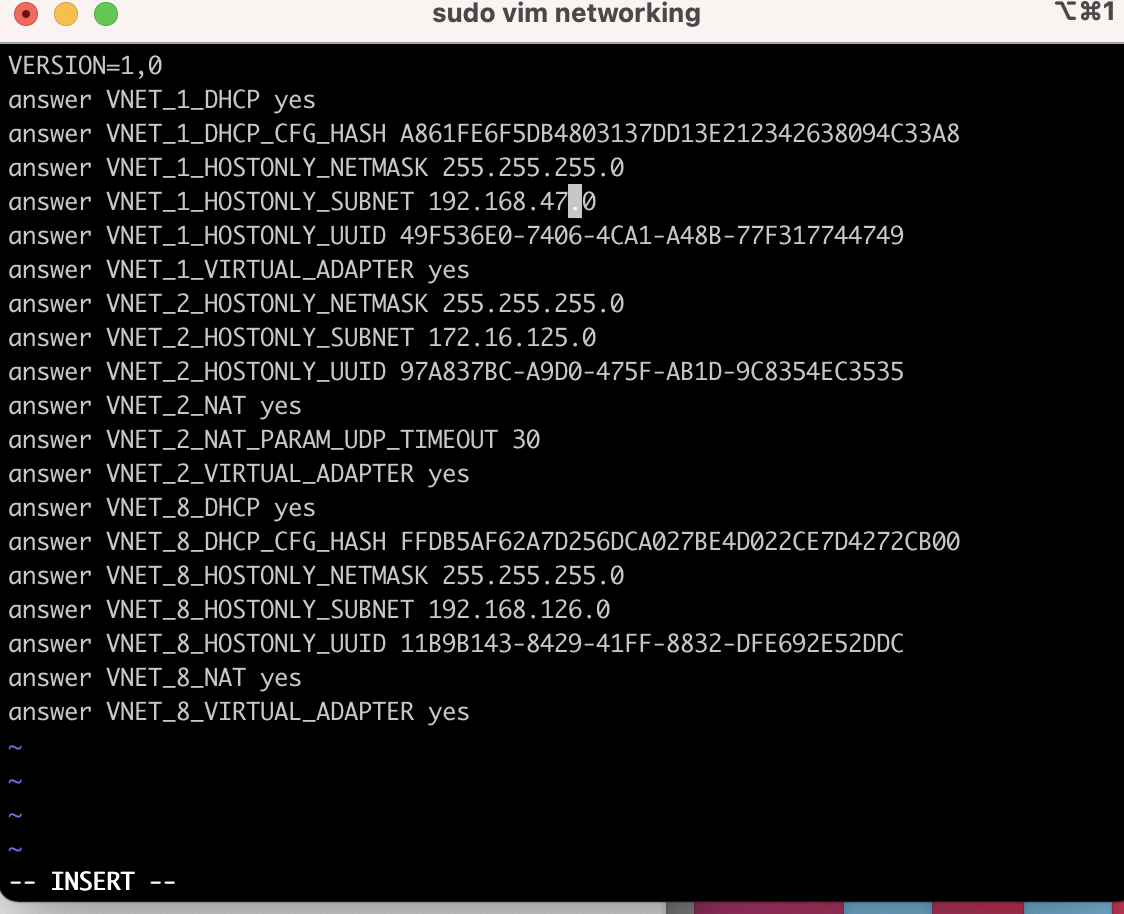 sudo vim networking
⌥⌘1
VERSION=1,0
answer VNET_1_DHCP yes
answer VNET_1_DHCP_CFG_HASH A861FE6F5DB4803137DD13E212342638094C33A8
answer VNET_1_HOSTONLY_NETMASK 255.255.255.0
answer VNET_1_HOSTONLY_SUBNET 192.168.47.0
answer VNET_1_HOSTONLY_UUID 49F536E0-7406-4CA1-A48B-77F317744749
answer VNET_1_VIRTUAL_ADAPTER yes
answer VNET_2_HOSTONLY_NETMASK 255.255.255.0
answer VNET_2_HOSTONLY_SUBNET 172.16.125.0
answer VNET_2_HOSTONLY_UUID 97A837BC-A9D0-475F-AB1D-9C8354EC3535
answer VNET_2_NAT yes
answer VNET_2_NAT_PARAM_UDP_TIMEOUT 30
answer VNET_2_VIRTUAL_ADAPTER yes
answer VNET_8_DHCP yes
answer VNET_8_DHCP_CFG_HASH FFDB5AF62A7D256DCA027BE4D022CE7D4272CB00
answer VNET_8_HOSTONLY_NETMASK 255.255.255.0
answer VNET_8_HOSTONLY_SUBNET 192.168.126.0
answer VNET_8_HOSTONLY_UUID 11B9B143-8429-41FF-8832-DFE692E52DDC
answer VNET_8_NAT yes
answer VNET_8_VIRTUAL_ADAPTER yes
~
~
~
~
-- INSERT --